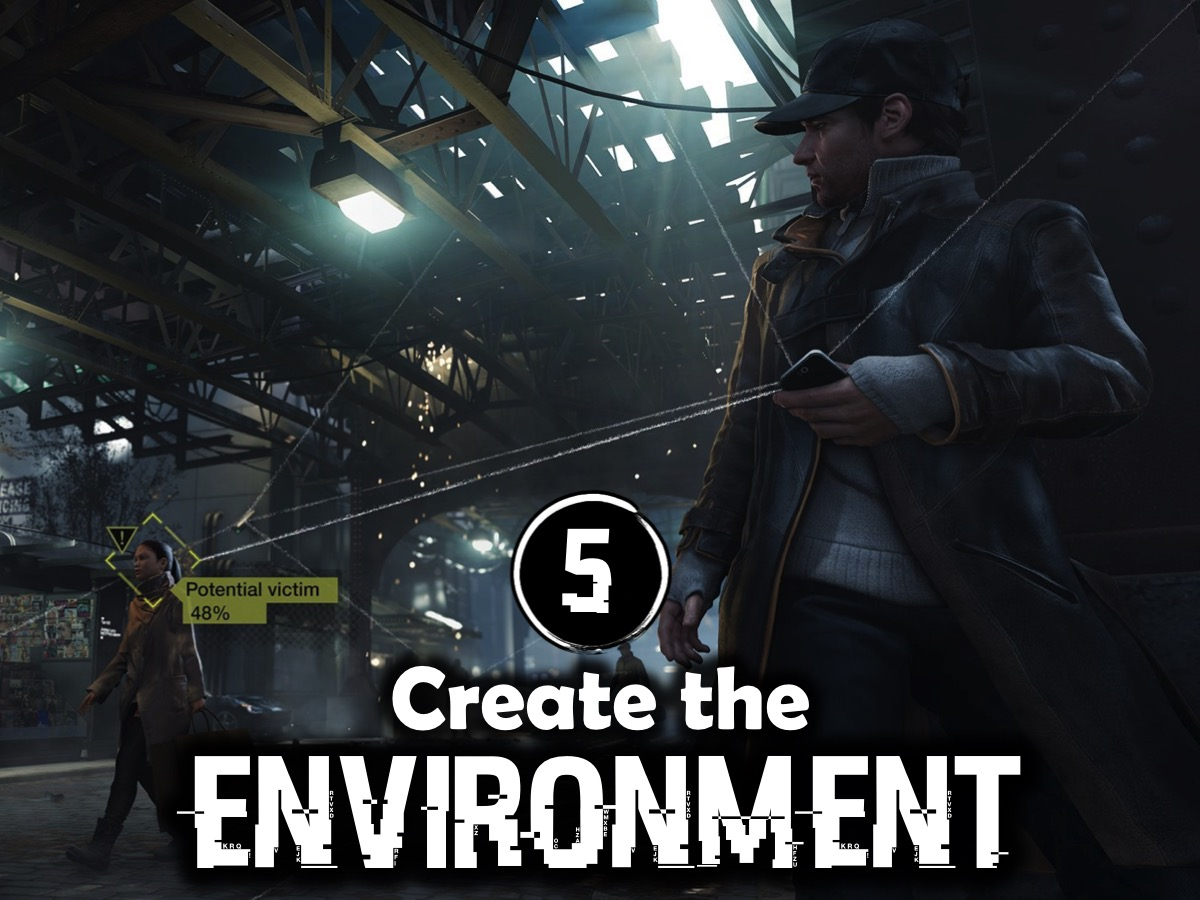 Potential victim
48%
5
Create the
ENVIRONMENT